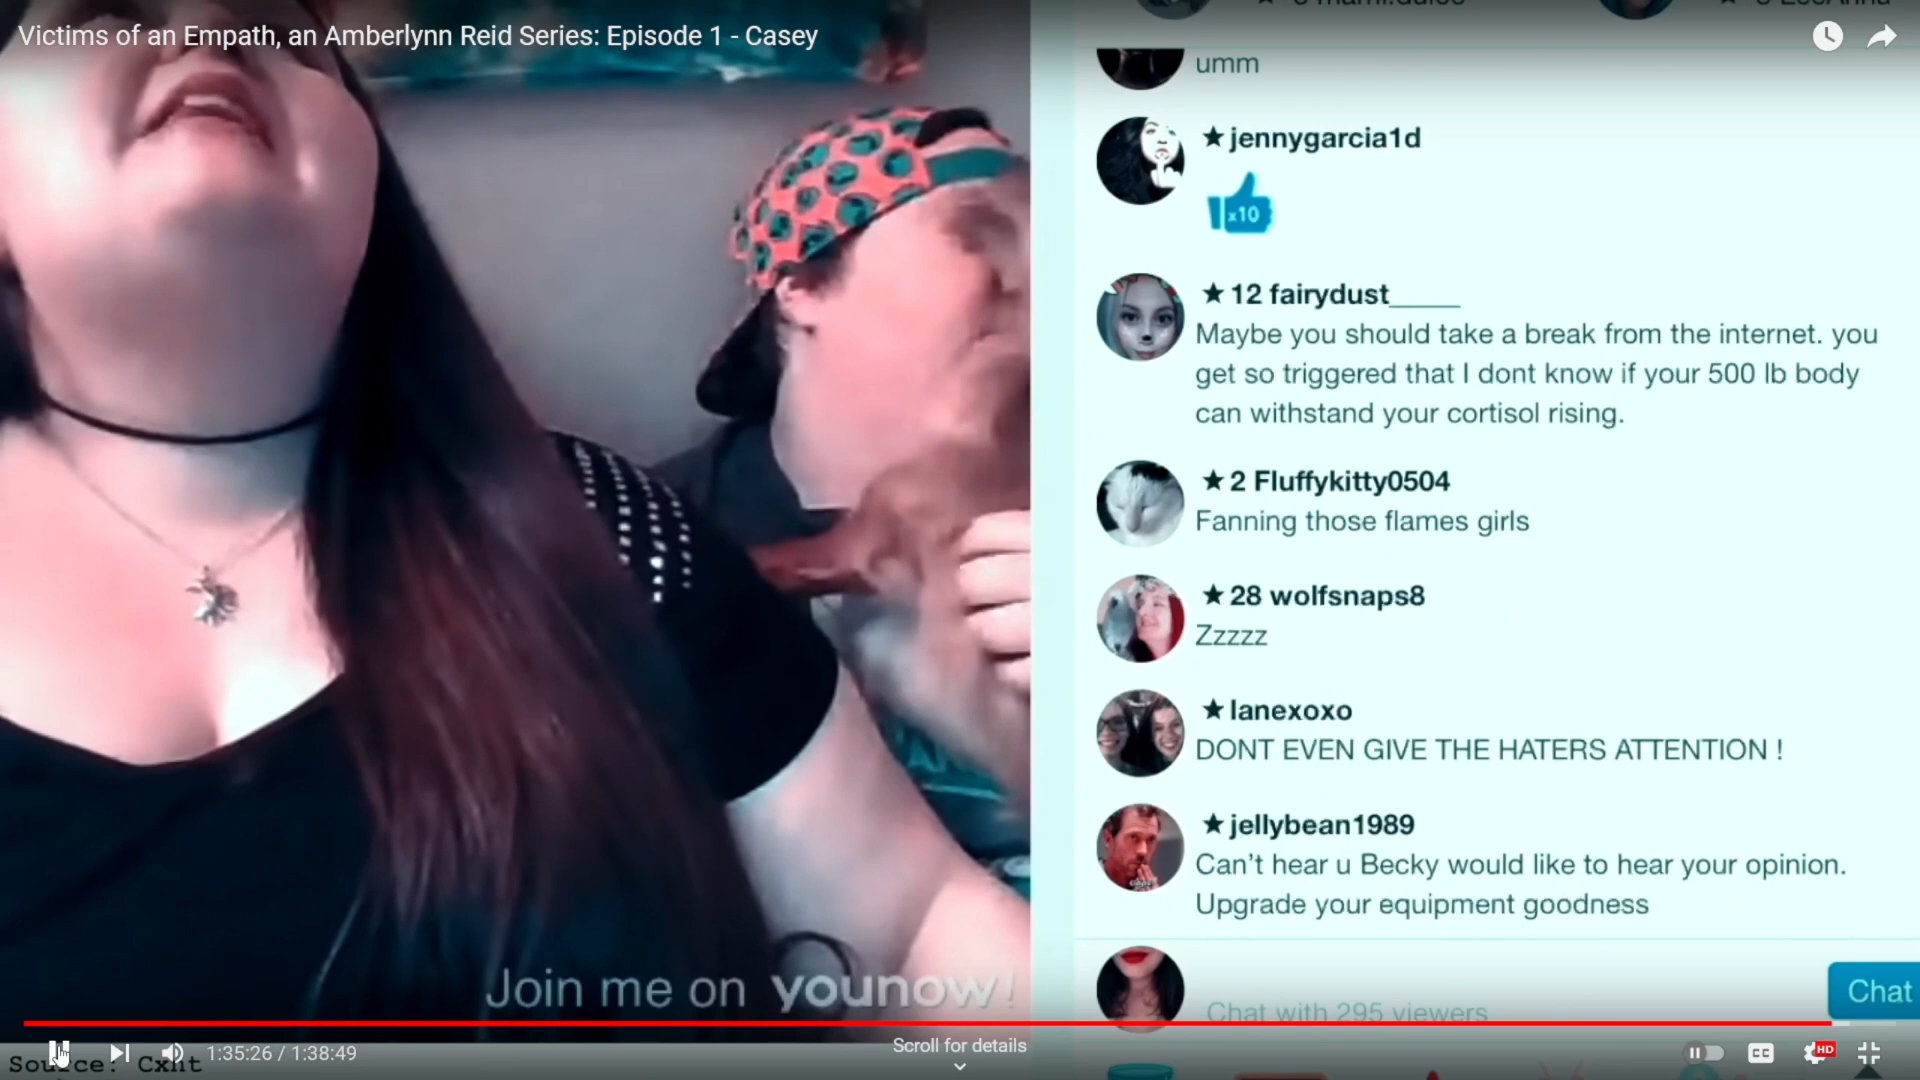 Victims of an Empath, an Amberlynn Reid Series: Episode 1 - Casey
umm
★ jennygarcia1d
x10
★ 12 fairydust_____
Maybe you should take a break from the internet. you
get so triggered that I dont know if your 500 lb body
can withstand your cortisol rising.
★ 2 Fluffykitty0504
Fanning those flames girls
★ 28 wolfsnaps8
Zzzzz
★ lanexoxo
DONT EVEN GIVE THE HATERS ATTENTION !
★ jellybean1989
Can't hear u Becky would like to hear your opinion.
Upgrade your equipment goodness
Join me on younow!
Chat with 295 viewers
Chat
1:35:26 / 1:38:49
Scroll for details
CC
HD
Source: Cxnt